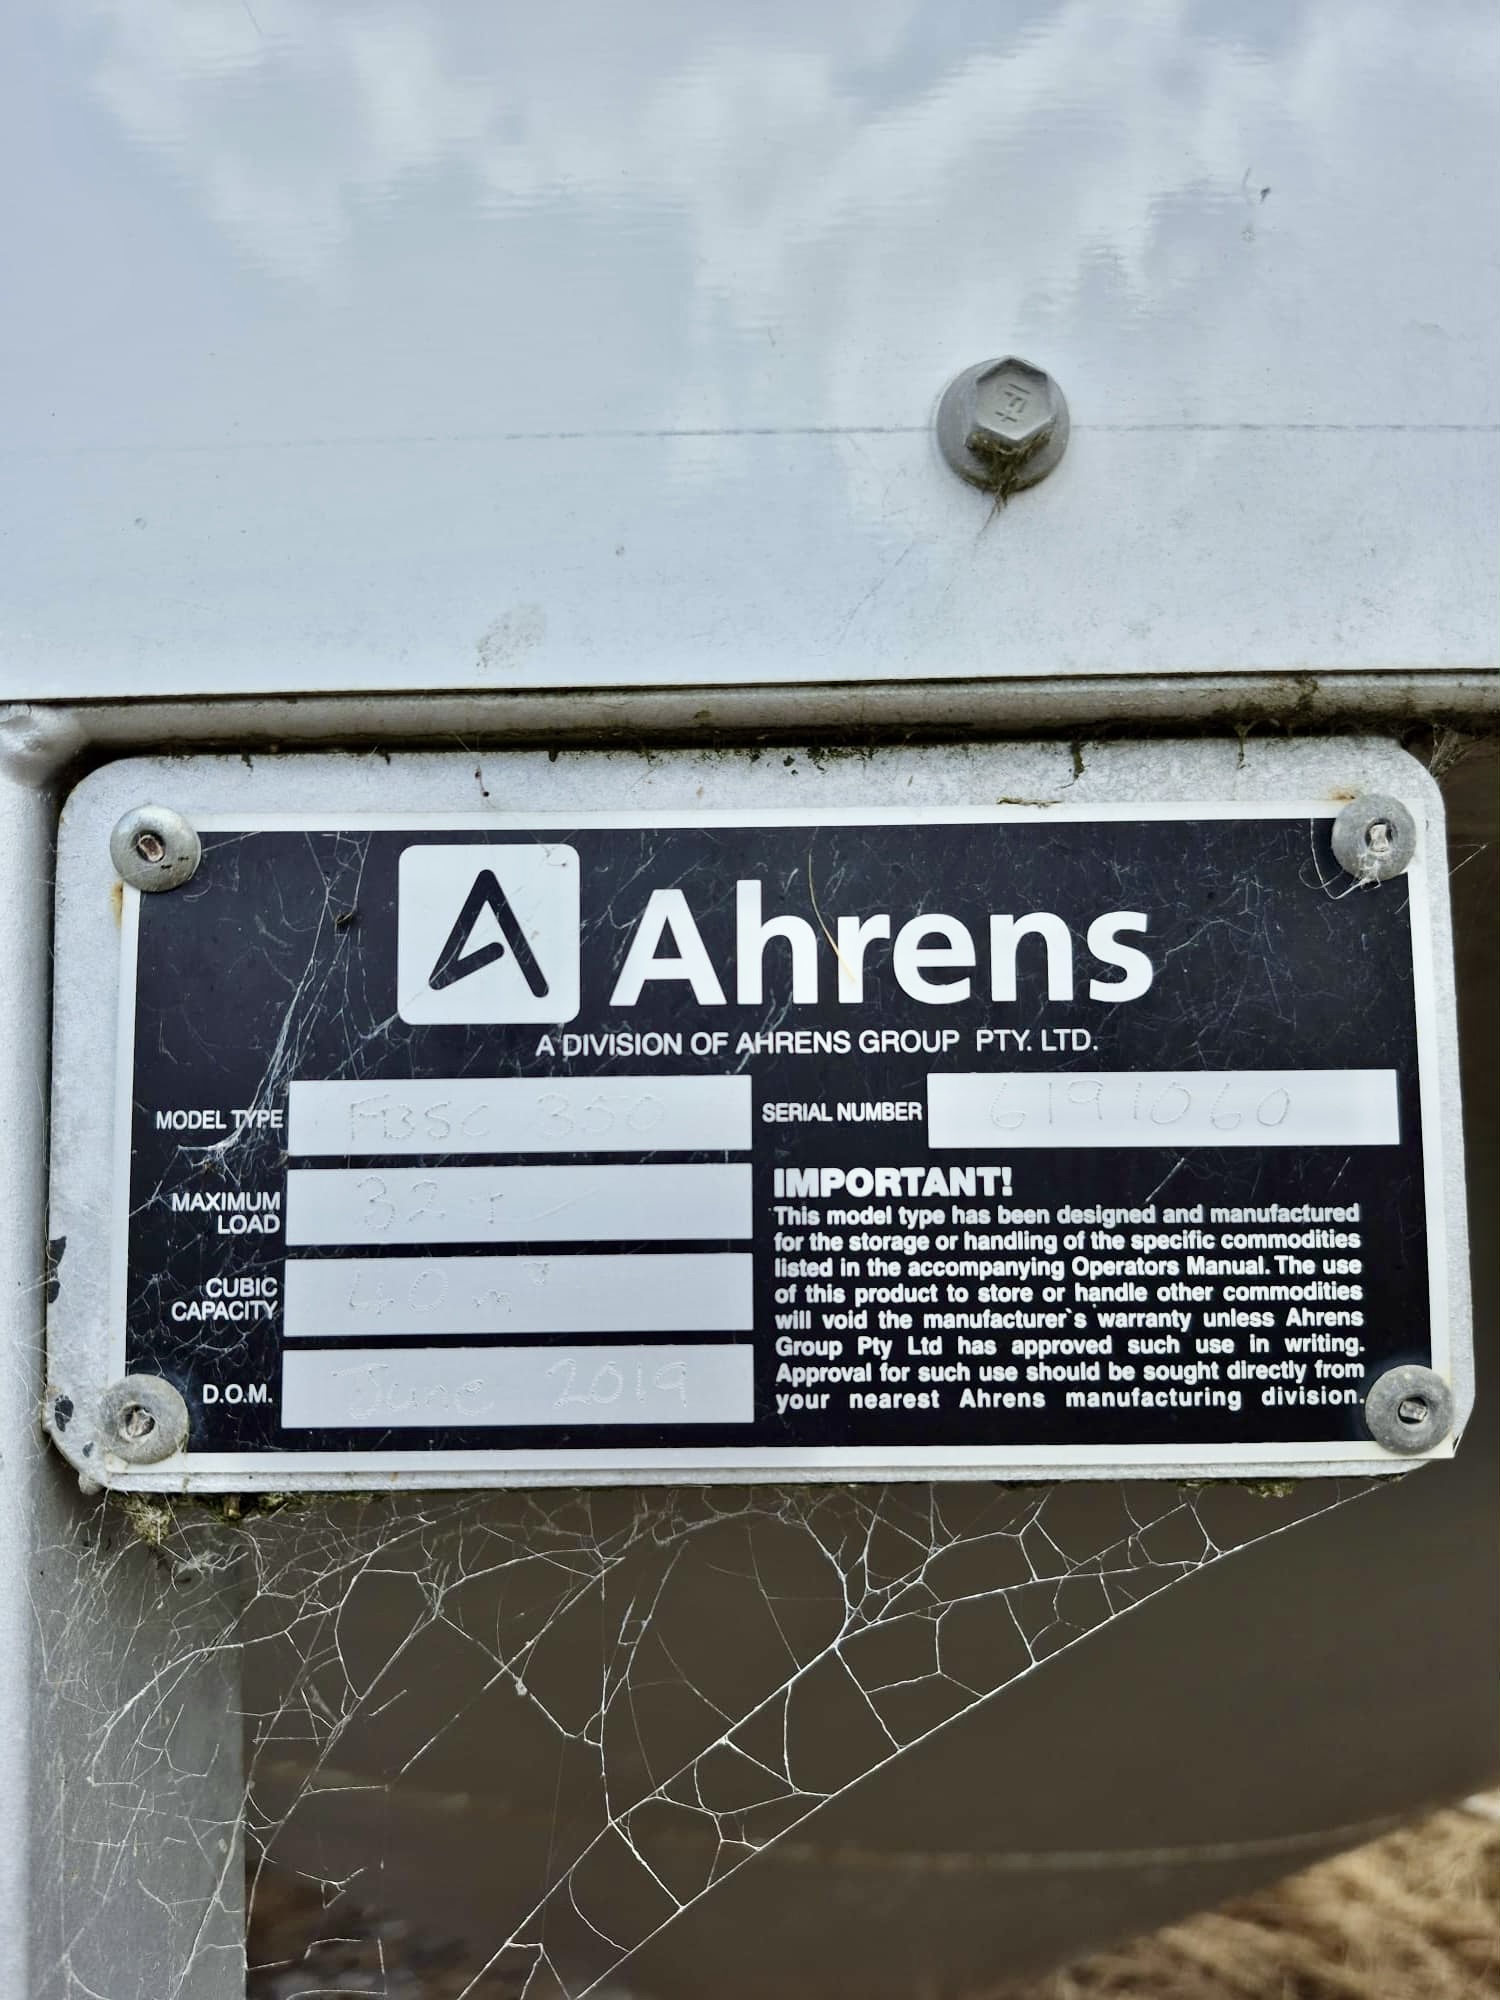 Ahrens
A DIVISION OF AHRENS GROUP PTY. LTD.
MODEL TYPE FBSC 350
SERIAL NUMBER 6191060
MAXIMUM
LOAD
32 T
CUBIC
CAPACITY
40 m³
D.O.M. June 2019
IMPORTANT!
This model type has been designed and manufactured
for the storage or handling of the specific commodities
listed in the accompanying Operators Manual. The use
of this product to store or handle other commodities
will void the manufacturer`s warranty unless Ahrens
Group Pty Ltd has approved such use in writing.
Approval for such use should be sought directly from
your nearest Ahrens manufacturing division.